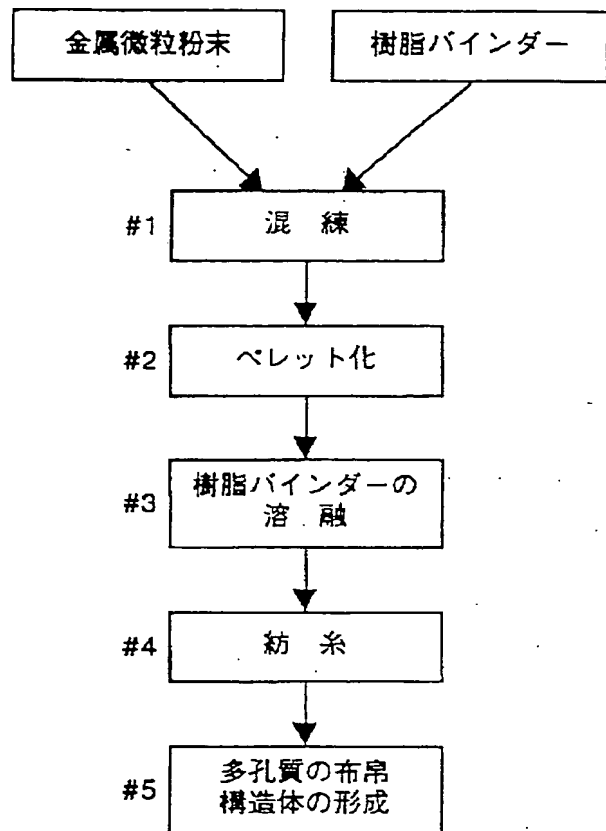 金属微粒粉末
樹脂バインダー
#1
混 練
#2
ペレット化
#3
樹脂バインダーの
溶 融
#4
紡 糸
#5
多孔質の布帛
構造体の形成